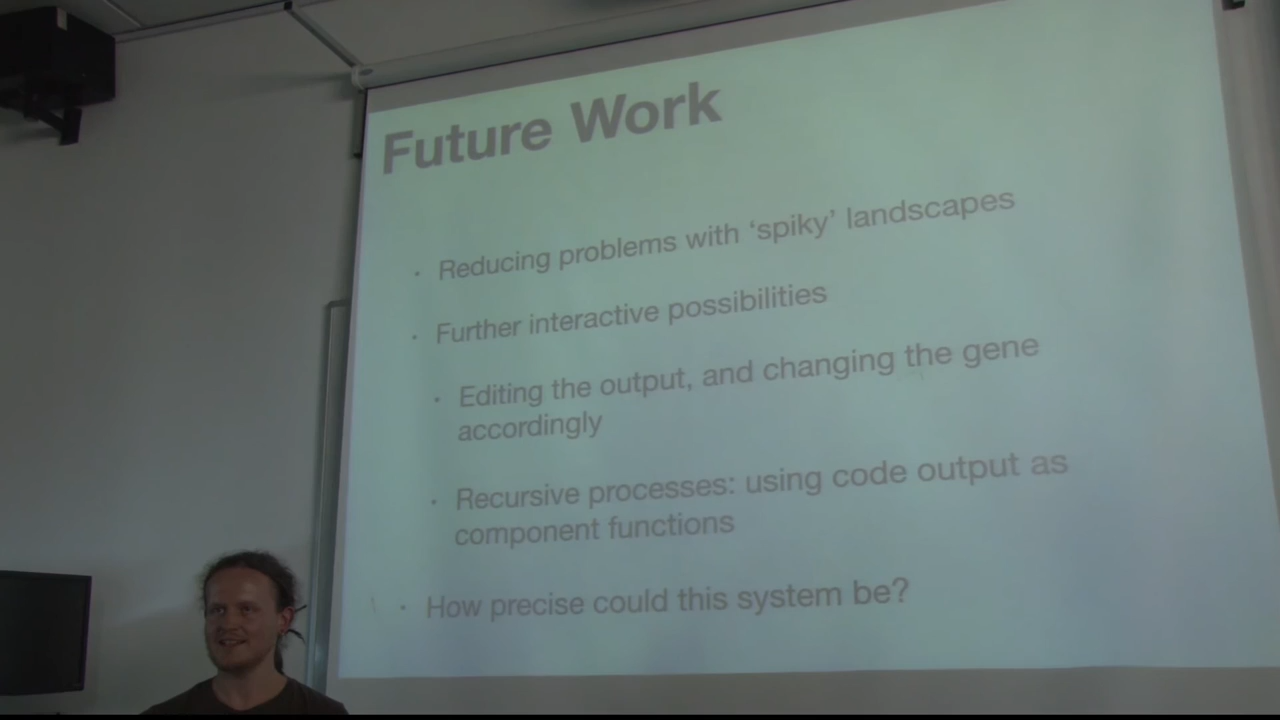 Future Work
· Reducing problems with ‘spiky’ landscapes
· Further interactive possibilities
· Editing the output, and changing the gene
accordingly
· Recursive processes: using code output as
component functions
· How precise could this system be?